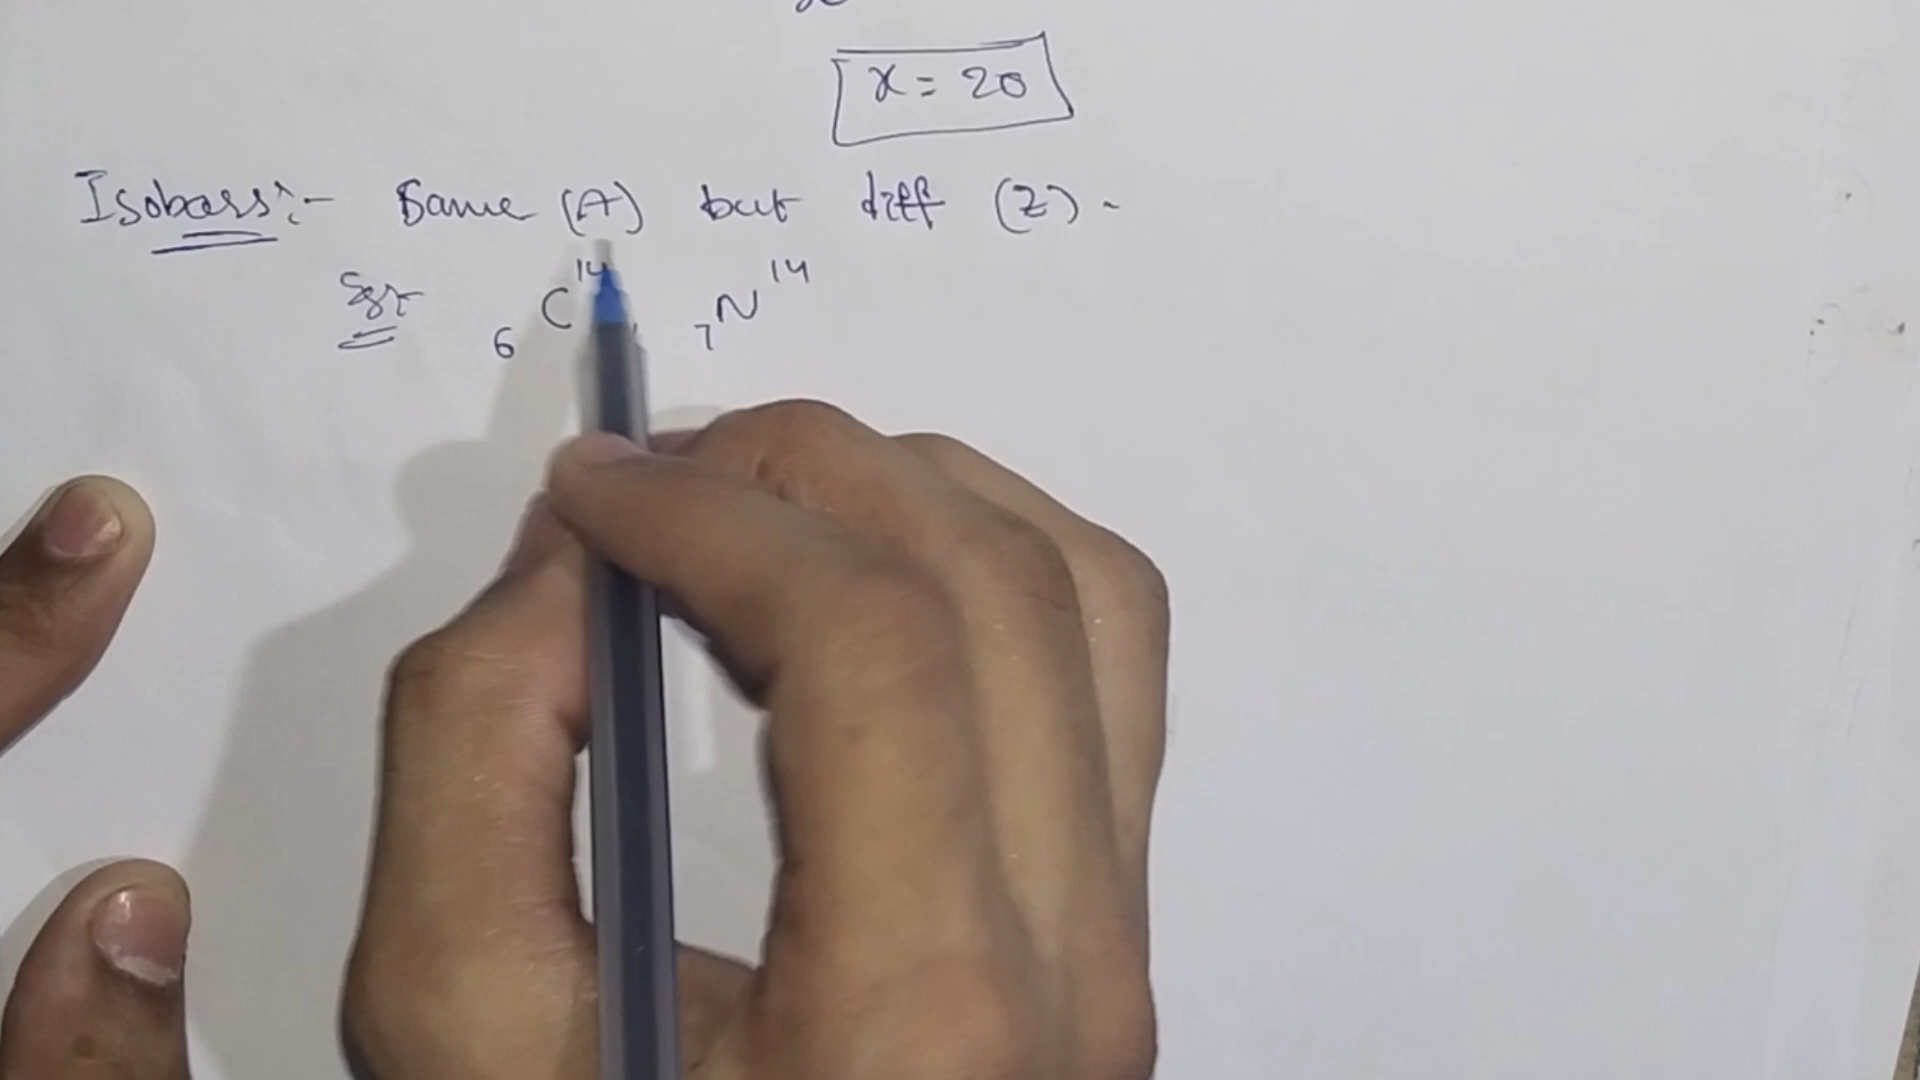 x = 20
Isobars:- Same (A) but diff (Z).
Eg:- ₆C¹⁴, ₇N¹⁴